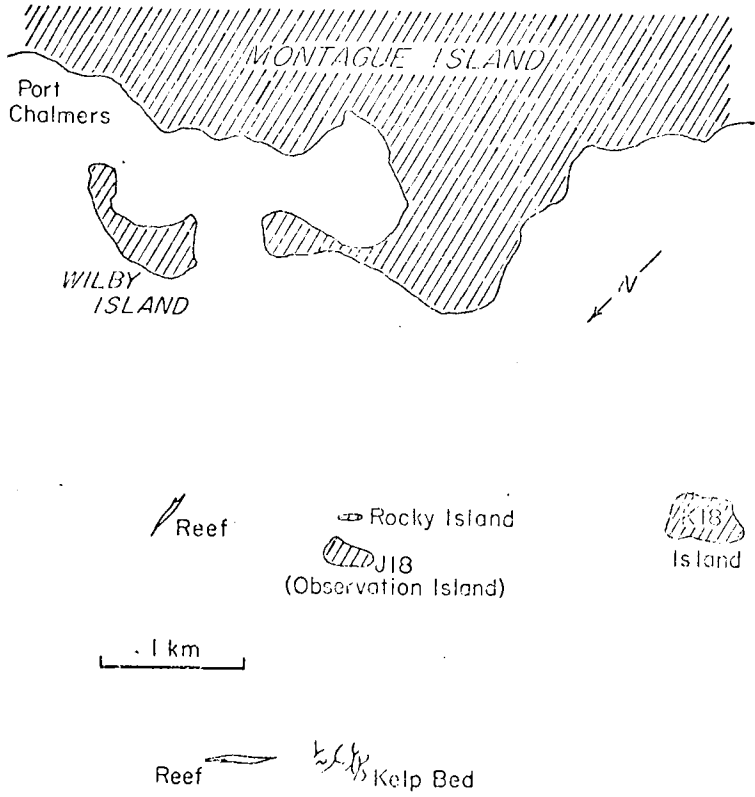 MONTAGUE ISLAND
Port
Chalmers
WILBY
ISLAND
N
Reef
Rocky Island
K18
Island
J18
(Observation Island)
1 km
Reef
Kelp Bed